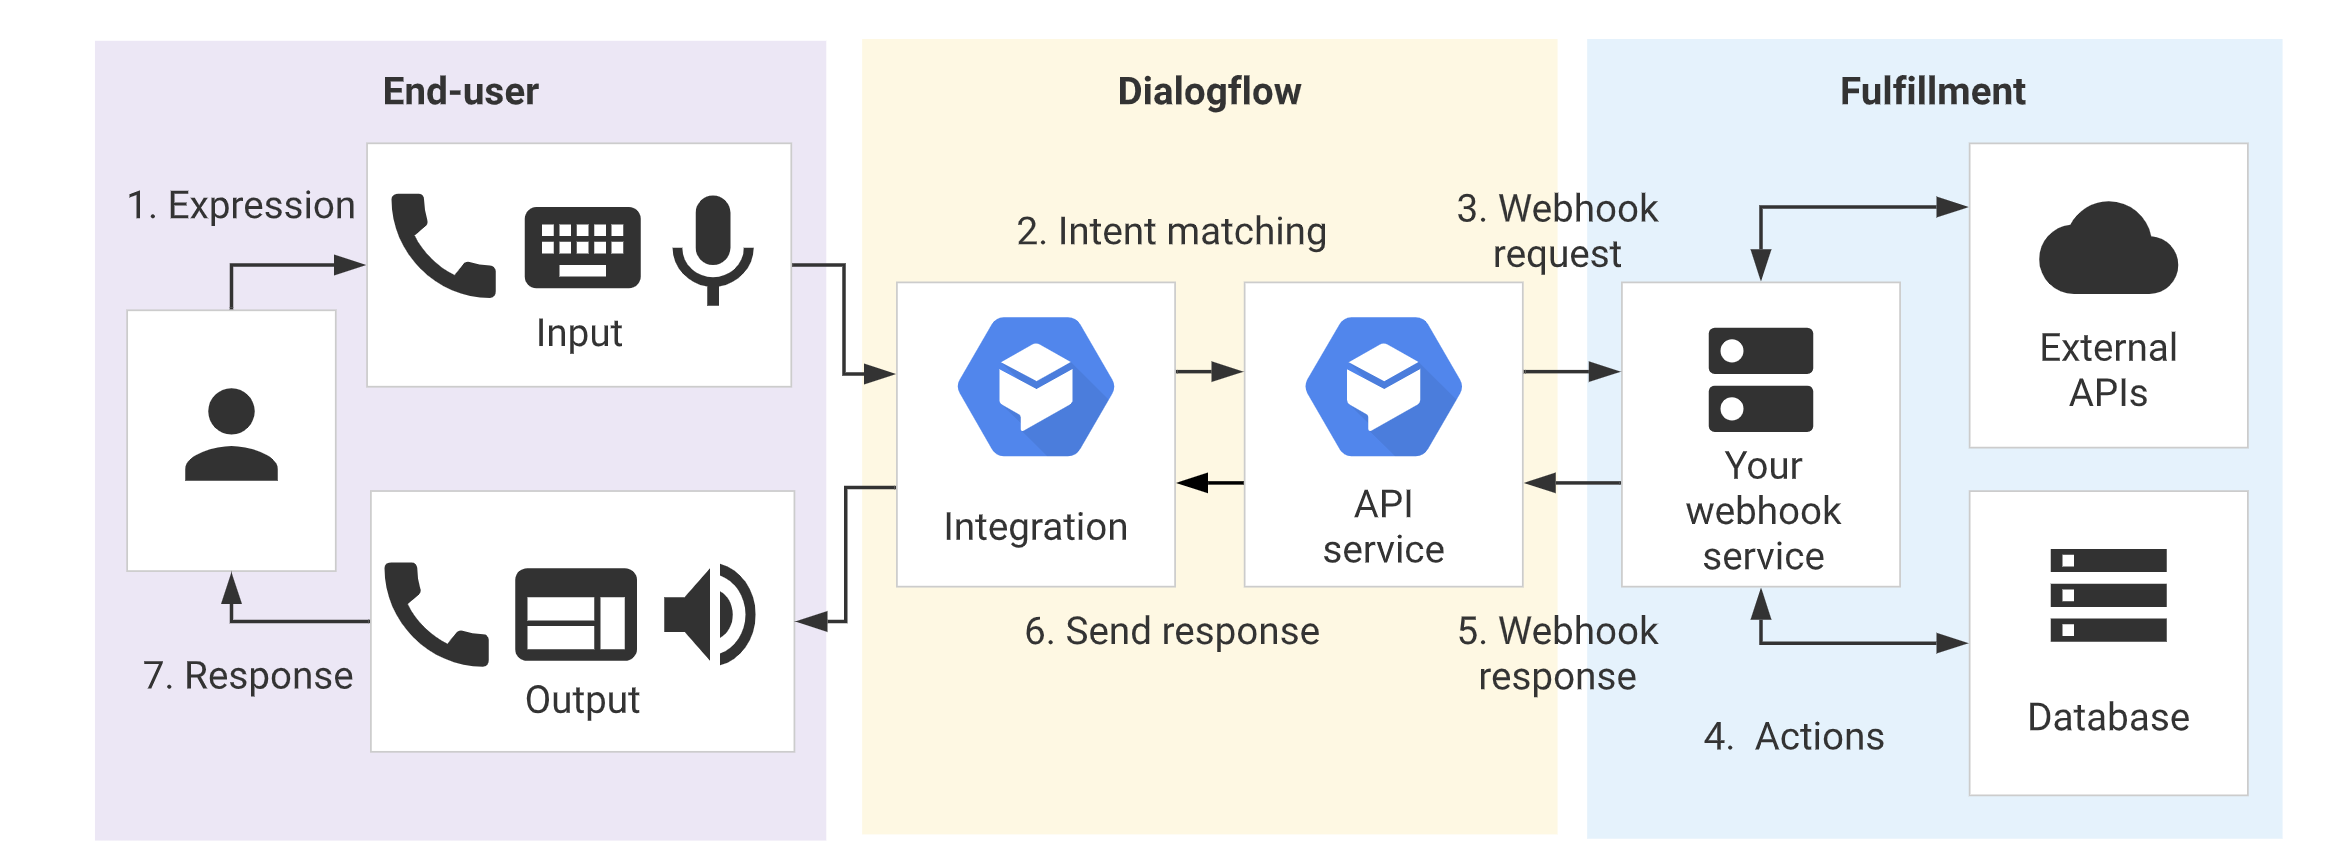 End-user
1. Expression
Input
7. Response
Output
Dialogflow
2. Intent matching
Integration
API
service
6. Send response
3. Webhook
request
5. Webhook
response
Fulfillment
Your
webhook
service
External
APIs
Database
4. Actions